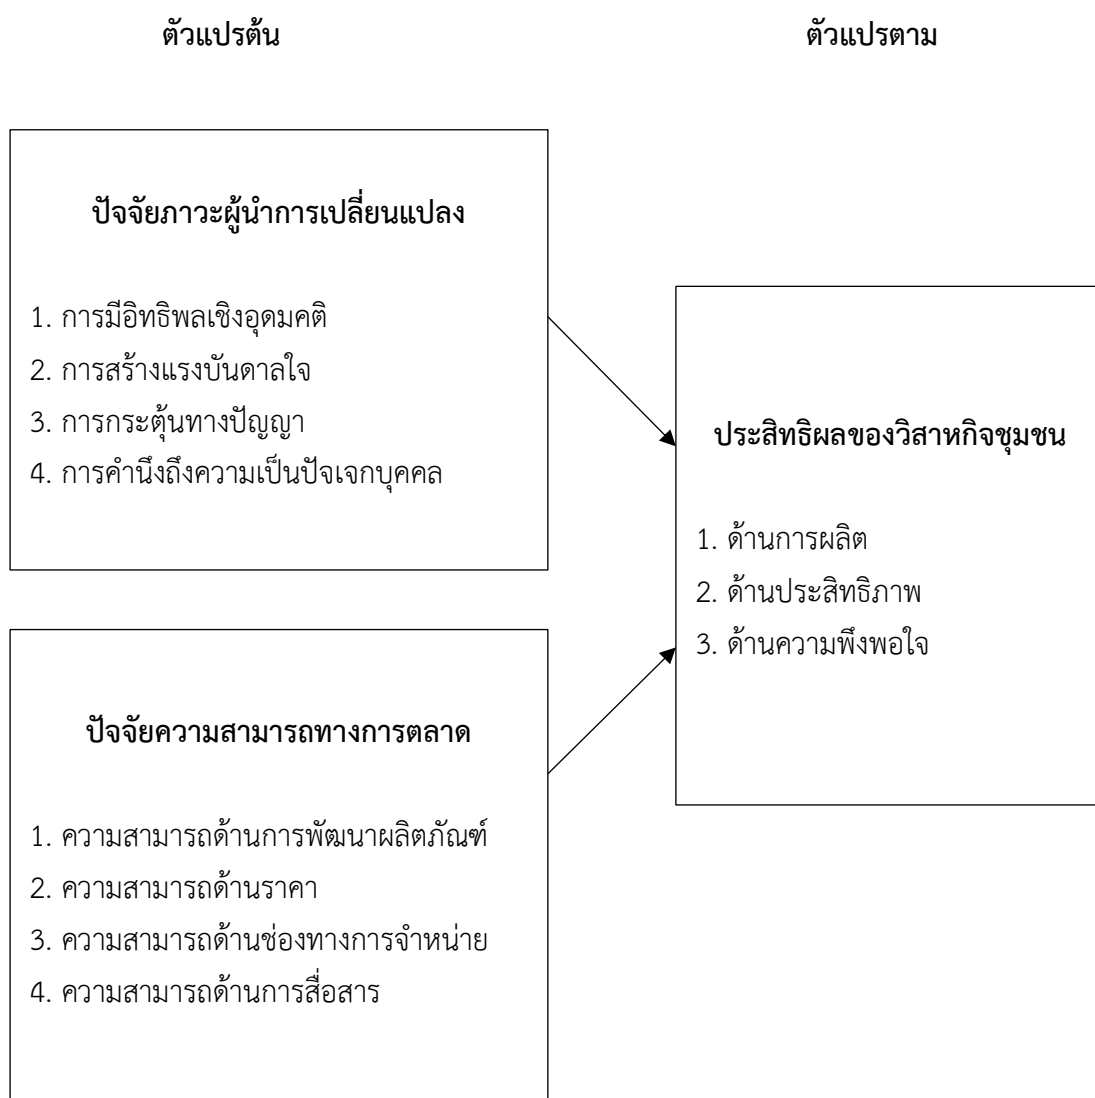 ตัวแปรต้น
ตัวแปรตาม
ปัจจัยภาวะผู้นำการเปลี่ยนแปลง
1. การมีอิทธิพลเชิงอุดมคติ
2. การสร้างแรงบันดาลใจ
3. การกระตุ้นทางปัญญา
4. การคำนึงถึงความเป็นปัจเจกบุคคล
ปัจจัยความสามารถทางการตลาด
1. ความสามารถด้านการพัฒนาผลิตภัณฑ์
2. ความสามารถด้านราคา
3. ความสามารถด้านช่องทางการจำหน่าย
4. ความสามารถด้านการสื่อสาร
ประสิทธิผลของวิสาหกิจชุมชน
1. ด้านการผลิต
2. ด้านประสิทธิภาพ
3. ด้านความพึงพอใจ